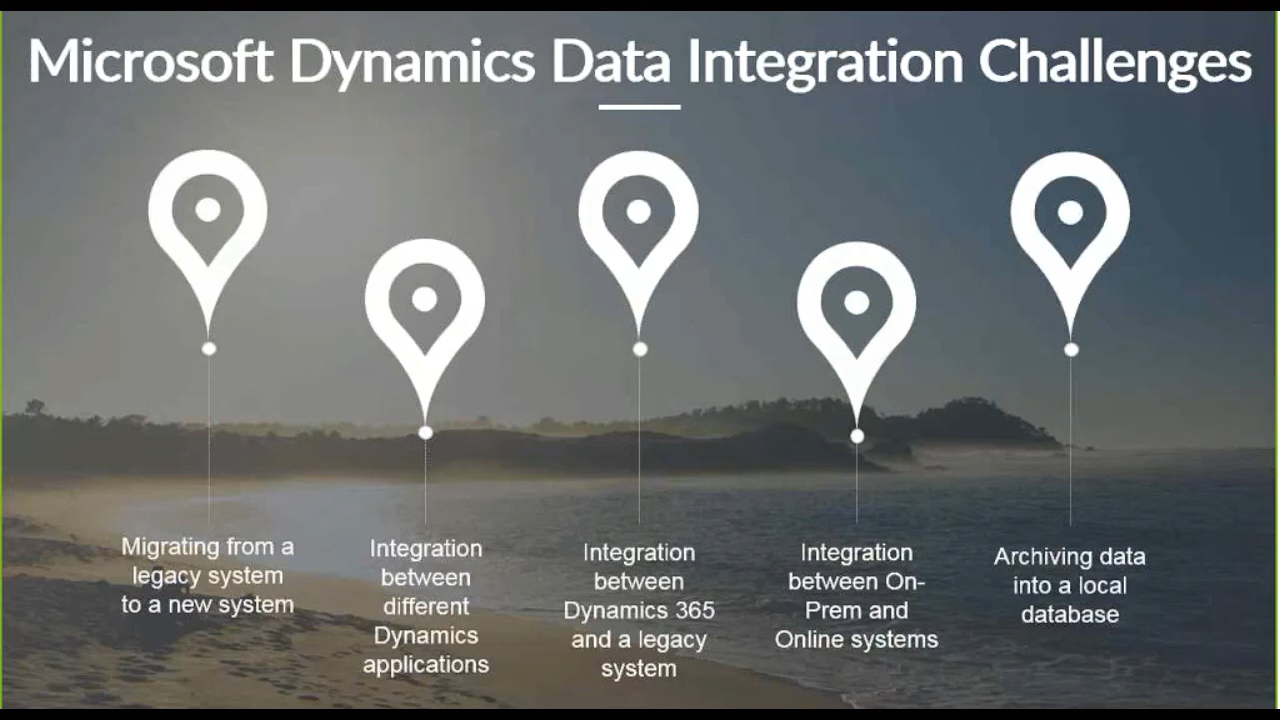 Microsoft Dynamics Data Integration Challenges
Migrating from a
legacy system
to a new system
Integration
between
different
Dynamics
applications
Integration
between
Dynamics 365
and a legacy
system
Integration
between On-
Prem and
Online systems
Archiving data
into a local
database